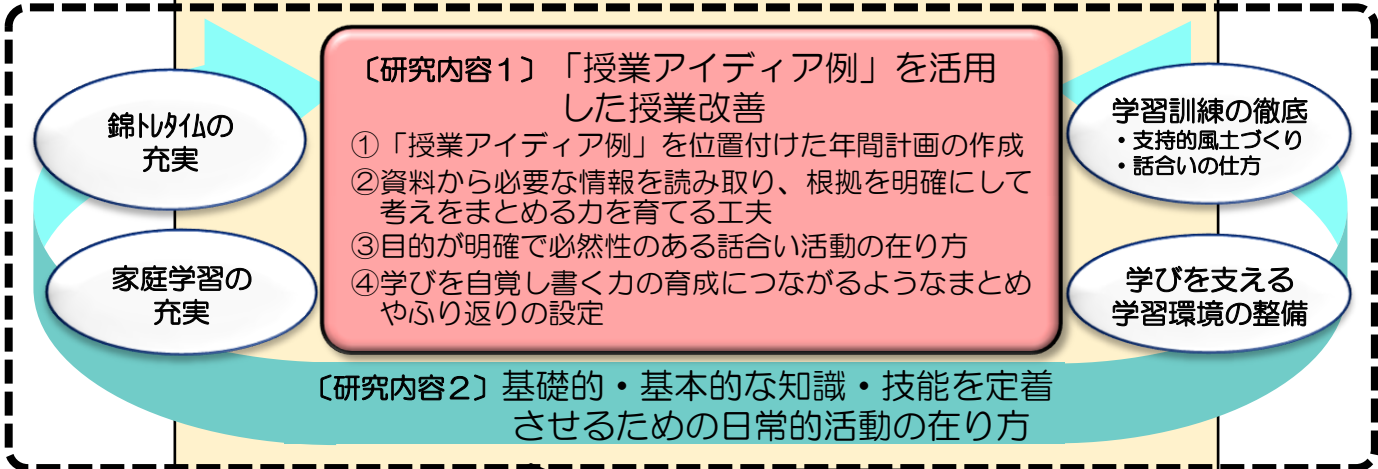 〔研究内容1〕「授業アイディア例」を活用
した授業改善
①「授業アイディア例」を位置付けた年間計画の作成
②資料から必要な情報を読み取り、根拠を明確にして
考えをまとめる力を育てる工夫
③目的が明確で必然性のある話合い活動の在り方
④学びを自覚し書く力の育成につながるようなまとめ
やふり返りの設定
錦トレタイムの
充実
家庭学習の
充実
学習訓練の徹底
・支持的風土づくり
・話合いの仕方
学びを支える
学習環境の整備
〔研究内容2〕基礎的・基本的な知識・技能を定着
させるための日常的活動の在り方